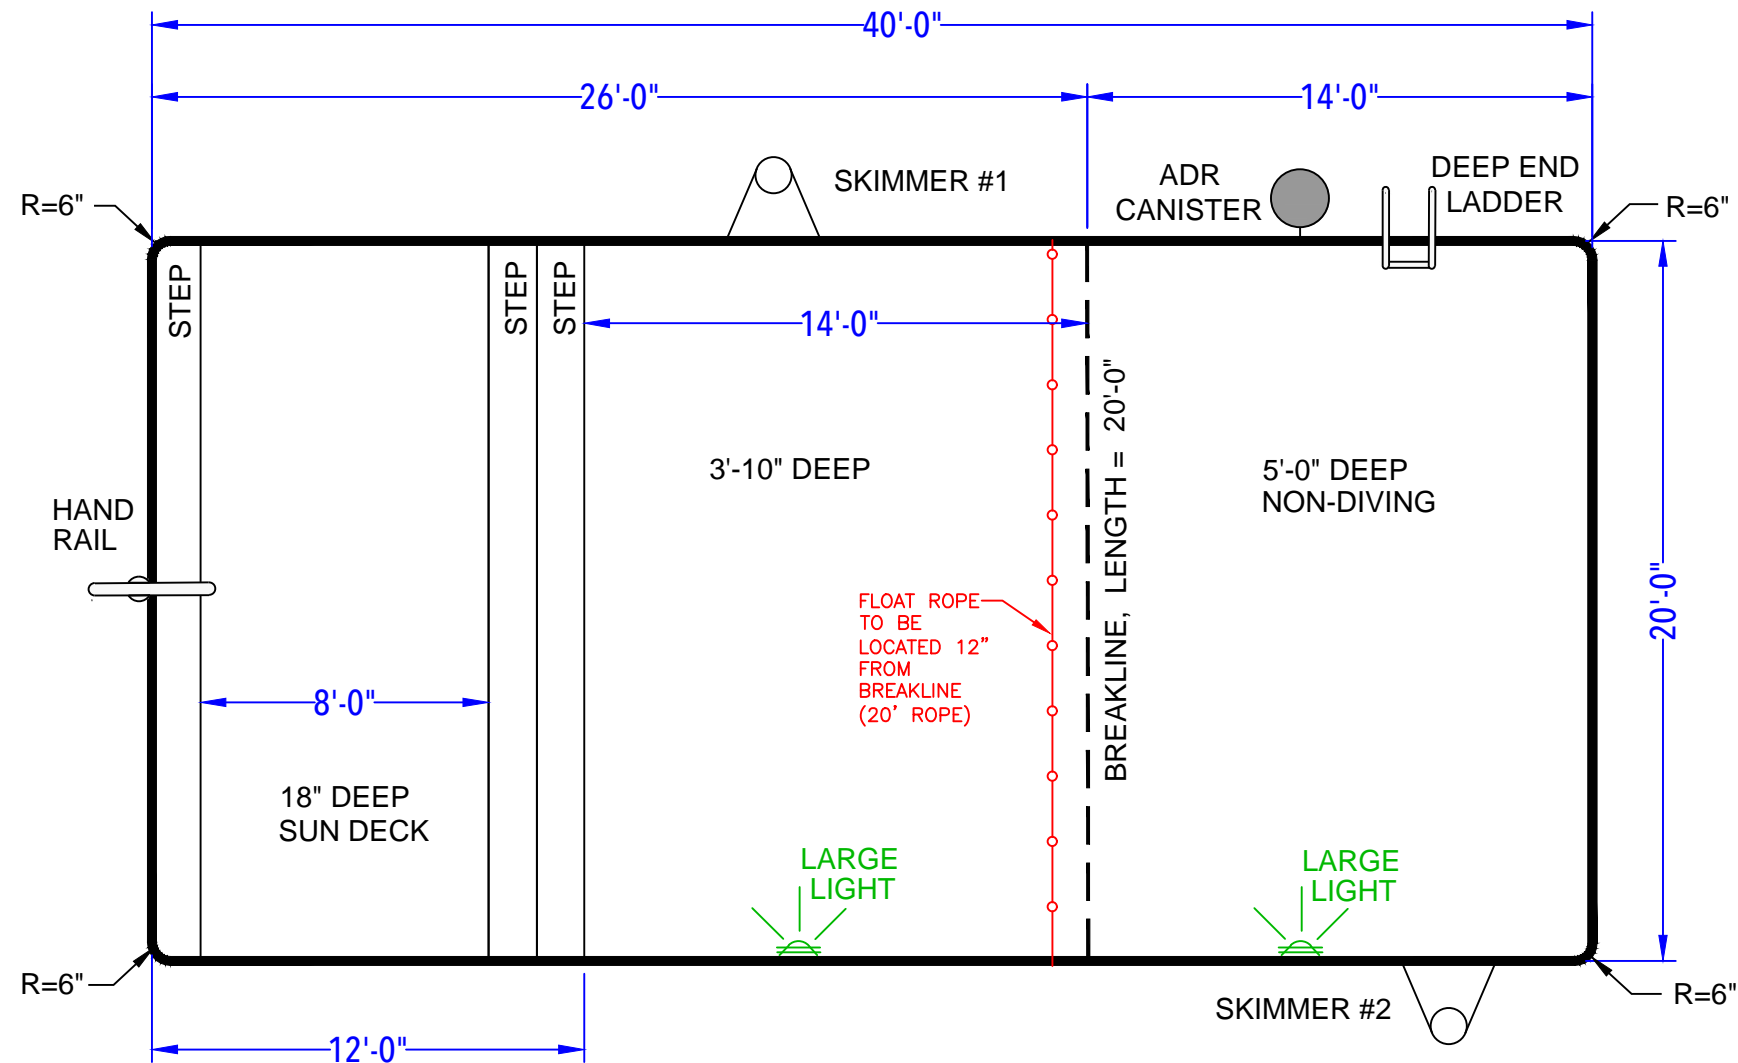 40'-0"
26'-0"
14'-0"
SKIMMER #1
ADR
CANISTER
DEEP END
LADDER
R=6"
R=6"
STEP
STEP
STEP
14'-0"
3'-10" DEEP
BREAKLINE, LENGTH = 20'-0"
5'-0" DEEP
NON-DIVING
HAND
RAIL
20'-0"
FLOAT ROPE
TO BE
LOCATED 12"
FROM
BREAKLINE
(20' ROPE)
8'-0"
18" DEEP
SUN DECK
LARGE
LIGHT
LARGE
LIGHT
R=6"
R=6"
SKIMMER #2
12'-0"